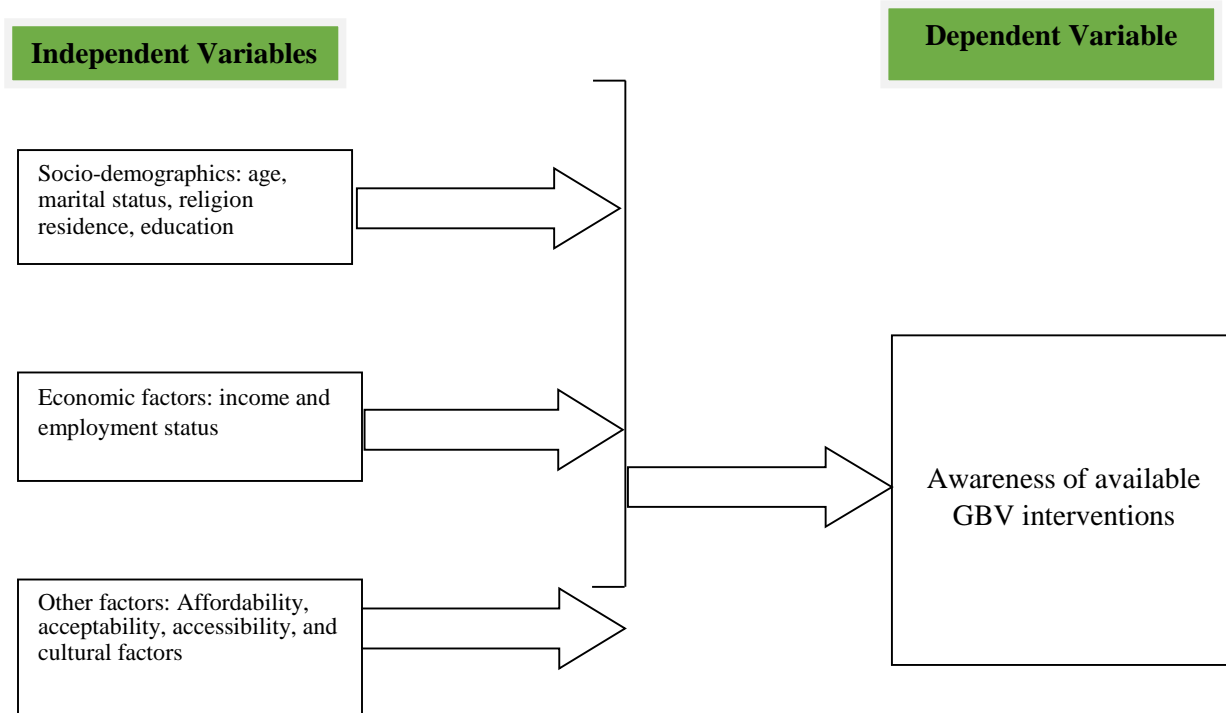 Independent Variables
Dependent Variable
Socio-demographics: age,
marital status, religion
residence, education
Economic factors: income and
employment status
Awareness of available
GBV interventions
Other factors: Affordability,
acceptability, accessibility, and
cultural factors